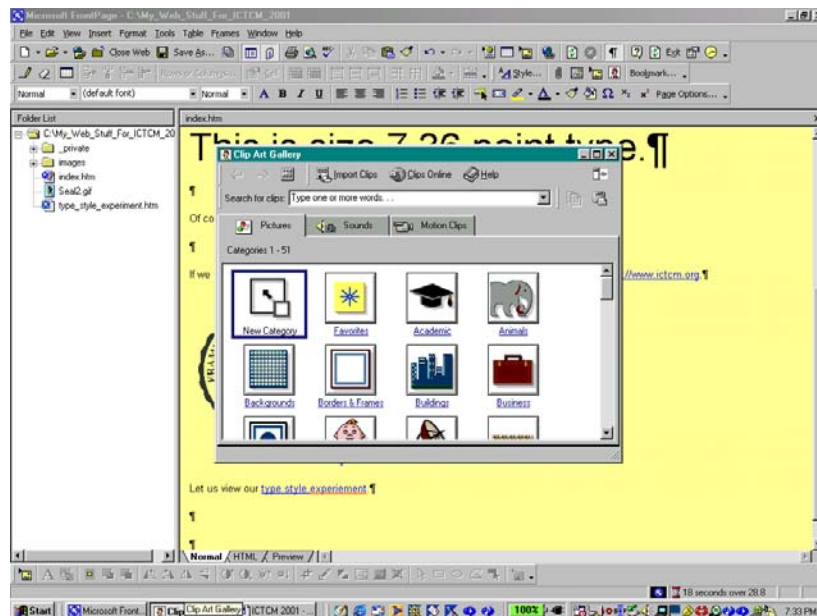 Microsoft FrontPage - C:\My_Web_Stuff_For_ICTCM_2001
File Edit View Insert Format Tools Table Frames Window Help
Close Web Save As... Exit
Style... Bookmark...
Normal (default font) Normal A B I U Page Options...
Folder List
C:\My_Web_Stuff_For_ICTCM_20
_private
images
index.htm
Seal2.gif
type_style_experiment.htm
index.htm
This is size 7 36 point type.¶
¶
Of co
¶
If we
//www.ictcm.org.¶
Clip Art Gallery
Import Clips Clips Online Help
Search for clips: Type one or more words. . .
Pictures Sounds Motion Clips
Categories 1 - 51
New Category Favorites Academic Animals
Backgrounds Borders & Frames Buildings Business
Let us view our type style experiement ¶
¶
¶
Normal HTML Preview
18 seconds over 28.8
Start Microsoft Front... Clip Art Gallery ICTCM 2001 - ... 100% 7:33 PM